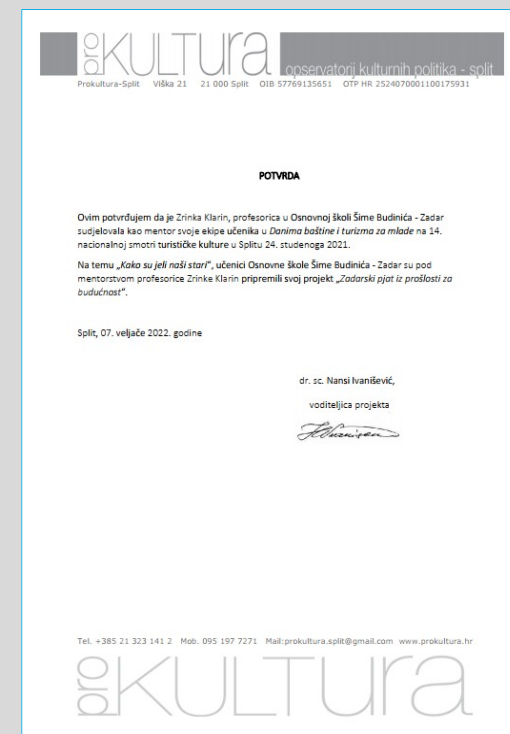 proKULTURA
opservatorij kulturnih politika - split
Prokultura-Split Viška 21 21 000 Split OIB 57769135651 OTP HR 2524070001100175931
POTVRDA
Ovim potvrđujem da je Zrinka Klarin, profesorica u Osnovnoj školi Šime Budinića - Zadar
sudjelovala kao mentor svoje ekipe učenika u Danima baštine i turizma za mlade na 14.
nacionalnoj smotri turističke kulture u Splitu 24. studenoga 2021.
Na temu „Kako su jeli naši stari", učenici Osnovne škole Šime Budinića - Zadar su pod
mentorstvom profesorice Zrinke Klarin pripremili svoj projekt „Zadarski pjat iz prošlosti za
budućnost".
Split, 07. veljače 2022. godine
dr. sc. Nansi Ivanišević,
voditeljica projekta
Tel. +385 21 323 141 2 Mob. 095 197 7271 Mail:prokultura.split@gmail.com www.prokultura.hr
proKULTURA